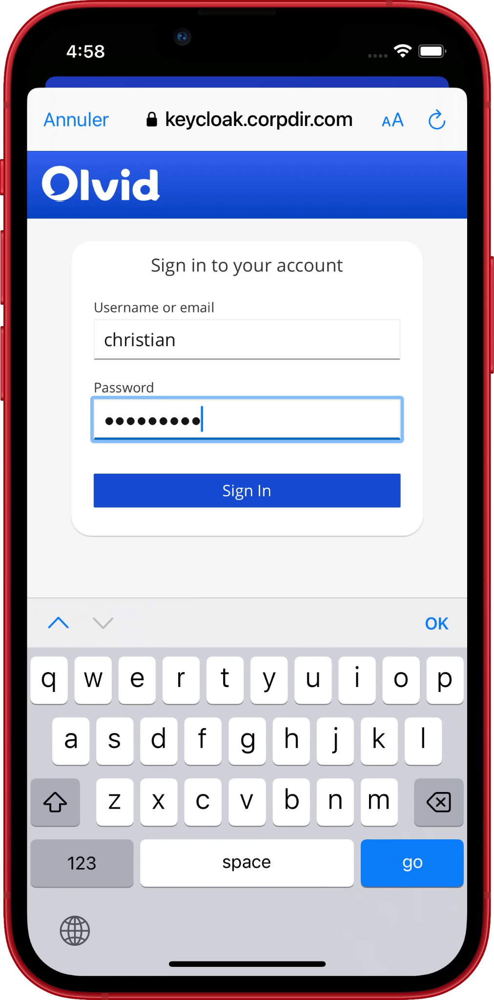 4:58
Annuler keycloak.corpdir.com AA
Olvid
Sign in to your account
Username or email
christian
Password
•••••••••
Sign In
OK
q w e r t y u i o p
a s d f g h j k l
z x c v b n m
123 space go